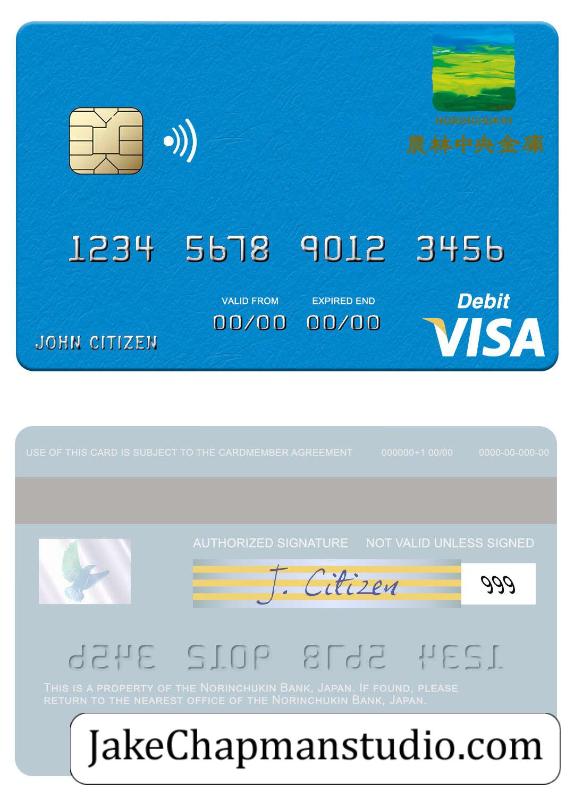 NORINCHUKIN
農林中央金庫
1234 5678 9012 3456
VALID FROM EXPIRED END
00/00 00/00
Debit
VISA
JOHN CITIZEN
USE OF THIS CARD IS SUBJECT TO THE CARDMEMBER AGREEMENT 000000+1 00/00 0000-00-000-00
AUTHORIZED SIGNATURE NOT VALID UNLESS SIGNED
J. Citizen
999
THIS IS A PROPERTY OF THE NORINCHUKIN BANK, JAPAN. IF FOUND, PLEASE
RETURN TO THE NEAREST OFFICE OF THE NORINCHUKIN BANK, JAPAN.
JakeChapmanstudio.com